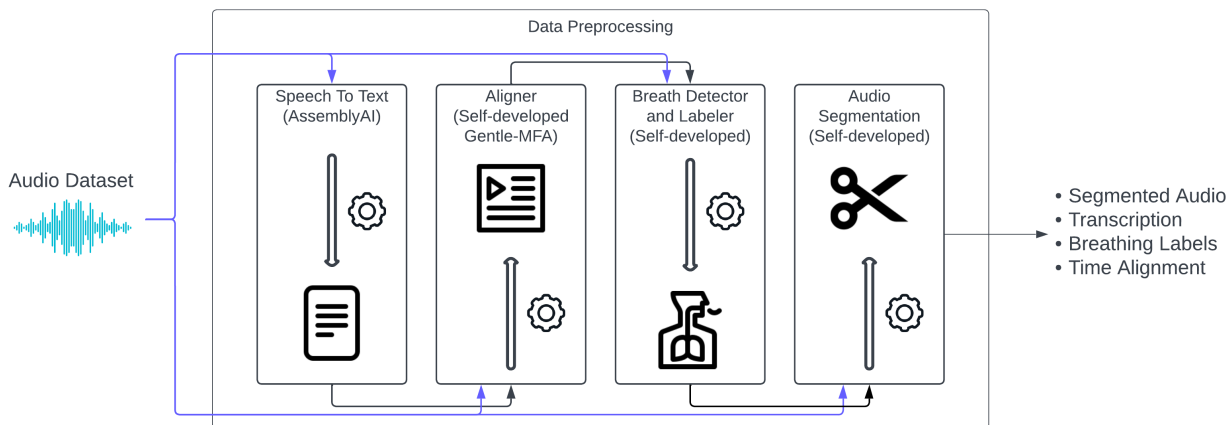 Data Preprocessing
Speech To Text
(AssemblyAI)
Aligner
(Self-developed
Gentle-MFA)
Breath Detector
and Labeler
(Self-developed)
Audio
Segmentation
(Self-developed)
Audio Dataset
• Segmented Audio
• Transcription
• Breathing Labels
• Time Alignment